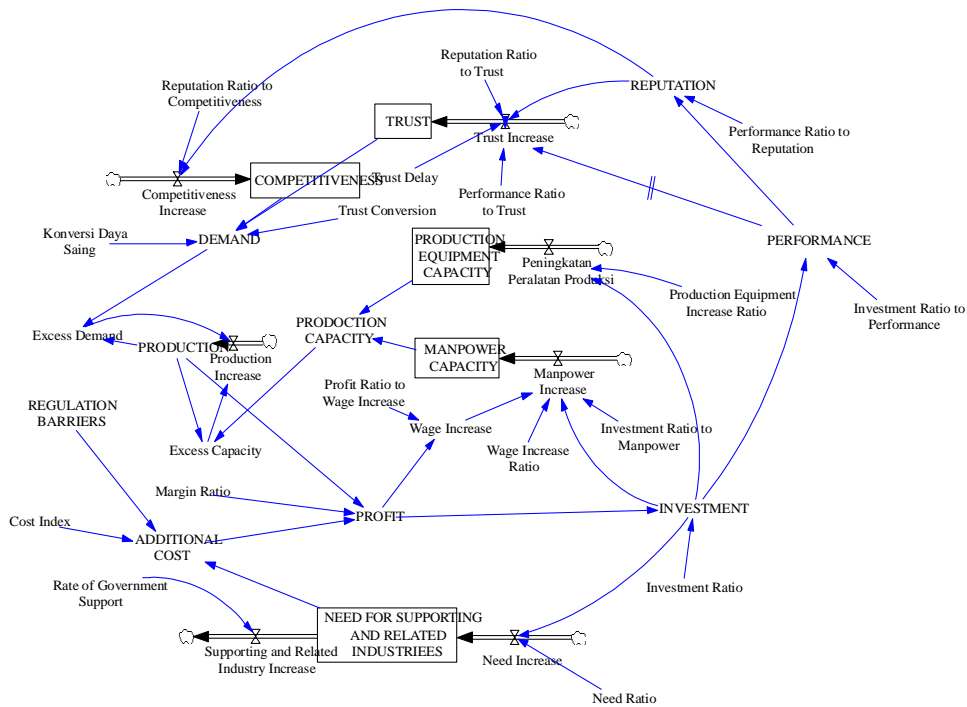 Reputation Ratio
to Trust
Reputation Ratio to
Competitiveness
REPUTATION
TRUST
Trust Increase
Performance Ratio to
Reputation
COMPETITIVENESS
Trust Delay
Competitiveness
Increase
Performance Ratio
to Trust
Trust Conversion
Konversi Daya
Saing
DEMAND
PRODUCTION
EQUIPMENT
CAPACITY
Peningkatan
Peralatan Produksi
PERFORMANCE
Production Equipment
Increase Ratio
Investment Ratio to
Performance
Excess Demand
PRODUCTION
Production
Increase
PRODOCTION
CAPACITY
MANPOWER
CAPACITY
Manpower
Increase
Profit Ratio to
Wage Increase
REGULATION
BARRIERS
Wage Increase
Investment Ratio to
Manpower
Excess Capacity
Wage Increase
Ratio
Margin Ratio
PROFIT
INVESTMENT
Cost Index
ADDITIONAL
COST
Rate of Government
Support
Investment Ratio
NEED FOR SUPPORTING
AND RELATED
INDUSTRIEES
Supporting and Related
Industry Increase
Need Increase
Need Ratio